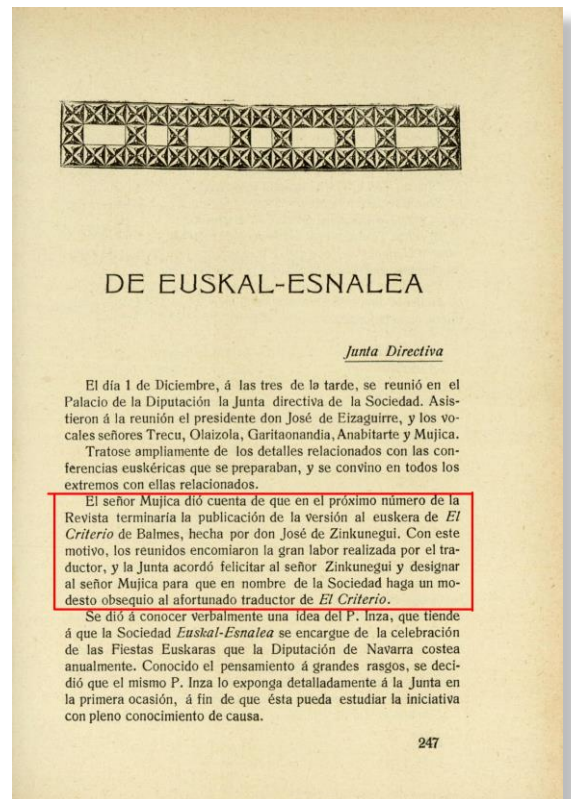 DE EUSKAL-ESNALEA
Junta Directiva
El día 1 de Diciembre, á las tres de la tarde, se reunió en el
Palacio de la Diputación la Junta directiva de la Sociedad. Asis-
tieron á la reunión el presidente don José de Eizaguirre, y los vo-
cales señores Trecu, Olaizola, Garitaonandia, Anabitarte y Mujica.
Tratose ampliamente de los detalles relacionados con las con-
ferencias euskéricas que se preparaban, y se convino en todos los
extremos con ellas relacionados.
El señor Mujica dió cuenta de que en el próximo número de la
Revista terminaría la publicación de la versión al euskera de El
Criterio de Balmes, hecha por don José de Zinkunegui. Con este
motivo, los reunidos encomiaron la gran labor realizada por el tra-
ductor, y la Junta acordó felicitar al señor Zinkunegui y designar
al señor Mujica para que en nombre de la Sociedad haga un mo-
desto obsequio al afortunado traductor de El Criterio.
Se dió á conocer verbalmente una idea del P. Inza, que tiende
á que la Sociedad Euskal-Esnalea se encargue de la celebración
de las Fiestas Euskaras que la Diputación de Navarra costea
anualmente. Conocido el pensamiento á grandes rasgos, se deci-
dió que el mismo P. Inza lo exponga detalladamente á la Junta en
la primera ocasión, á fin de que ésta pueda estudiar la iniciativa
con pleno conocimiento de causa.
247